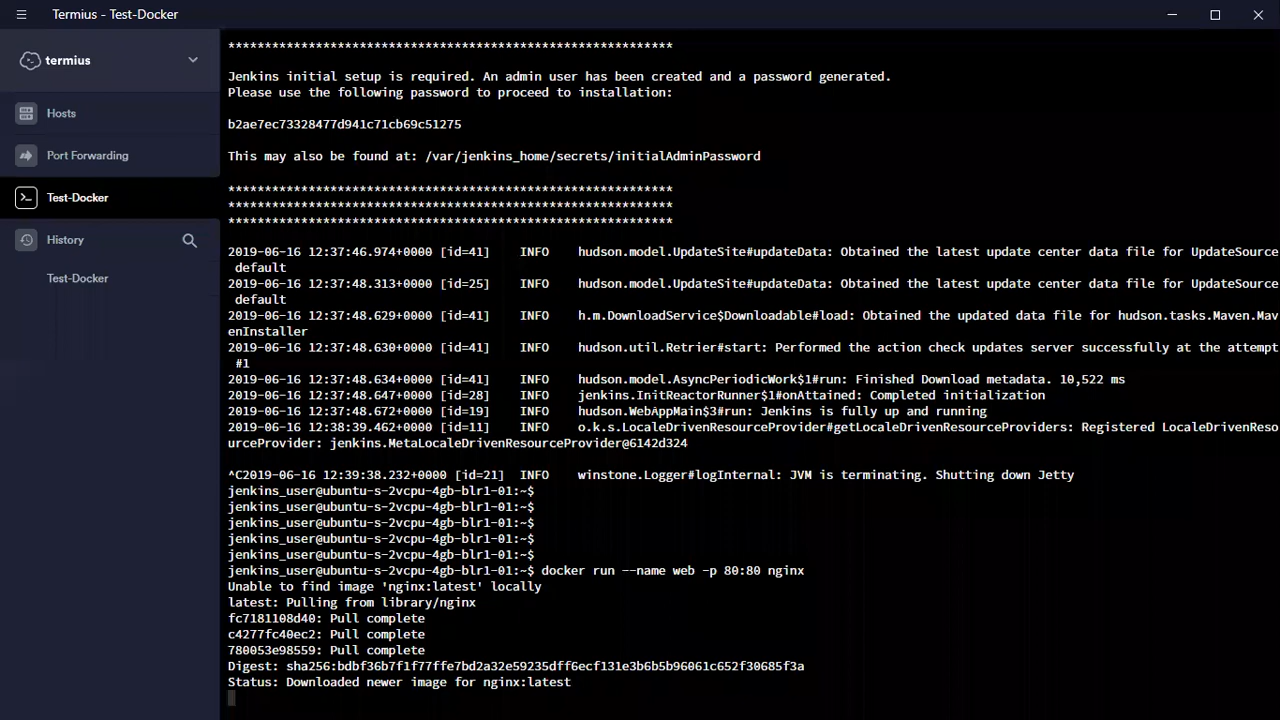 Termius - Test-Docker
termius
Hosts
Port Forwarding
Test-Docker
History
Test-Docker
*************************************************************
Jenkins initial setup is required. An admin user has been created and a password generated.
Please use the following password to proceed to installation:
b2ae7ec73328477d941c71cb69c51275
This may also be found at: /var/jenkins_home/secrets/initialAdminPassword
*************************************************************
*************************************************************
*************************************************************
2019-06-16 12:37:46.974+0000 [id=41] INFO hudson.model.UpdateSite#updateData: Obtained the latest update center data file for UpdateSource
default
2019-06-16 12:37:48.313+0000 [id=25] INFO hudson.model.UpdateSite#updateData: Obtained the latest update center data file for UpdateSource
default
2019-06-16 12:37:48.629+0000 [id=41] INFO h.m.DownloadService$Downloadable#load: Obtained the updated data file for hudson.tasks.Maven.Mav
enInstaller
2019-06-16 12:37:48.630+0000 [id=41] INFO hudson.util.Retrier#start: Performed the action check updates server successfully at the attempt
#1
2019-06-16 12:37:48.634+0000 [id=41] INFO hudson.model.AsyncPeriodicWork$1#run: Finished Download metadata. 10,522 ms
2019-06-16 12:37:48.647+0000 [id=28] INFO jenkins.InitReactorRunner$1#onAttained: Completed initialization
2019-06-16 12:37:48.672+0000 [id=19] INFO hudson.WebAppMain$3#run: Jenkins is fully up and running
2019-06-16 12:38:39.462+0000 [id=11] INFO o.k.s.LocaleDrivenResourceProvider#getLocaleDrivenResourceProviders: Registered LocaleDrivenReso
urceProvider: jenkins.MetaLocaleDrivenResourceProvider@6142d324
^C2019-06-16 12:39:38.232+0000 [id=21] INFO winstone.Logger#logInternal: JVM is terminating. Shutting down Jetty
jenkins_user@ubuntu-s-2vcpu-4gb-blr1-01:~$
jenkins_user@ubuntu-s-2vcpu-4gb-blr1-01:~$
jenkins_user@ubuntu-s-2vcpu-4gb-blr1-01:~$
jenkins_user@ubuntu-s-2vcpu-4gb-blr1-01:~$
jenkins_user@ubuntu-s-2vcpu-4gb-blr1-01:~$
jenkins_user@ubuntu-s-2vcpu-4gb-blr1-01:~$ docker run --name web -p 80:80 nginx
Unable to find image 'nginx:latest' locally
latest: Pulling from library/nginx
fc7181108d40: Pull complete
c4277fc40ec2: Pull complete
780053e98559: Pull complete
Digest: sha256:bdbf36b7f1f77ffe7bd2a32e59235dff6ecf131e3b6b5b96061c652f30685f3a
Status: Downloaded newer image for nginx:latest